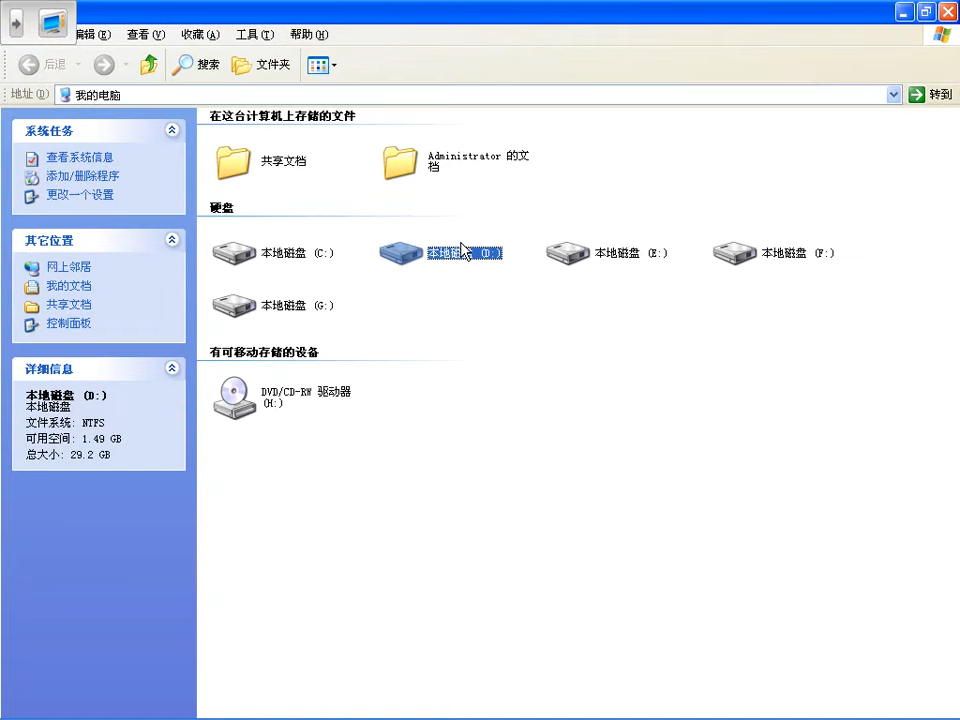 编辑(E) 查看(V) 收藏(A) 工具(T) 帮助(H)
后退 搜索 文件夹
地址(D) 我的电脑 转到
系统任务
查看系统信息
添加/删除程序
更改一个设置
其它位置
网上邻居
我的文档
共享文档
控制面板
详细信息
本地磁盘 (D:)
本地磁盘
文件系统: NTFS
可用空间: 1.49 GB
总大小: 29.2 GB
在这台计算机上存储的文件
共享文档
Administrator 的文
档
硬盘
本地磁盘 (C:)
本地磁盘 (D:)
本地磁盘 (E:)
本地磁盘 (F:)
本地磁盘 (G:)
有可移动存储的设备
DVD/CD-RW 驱动器
(H:)